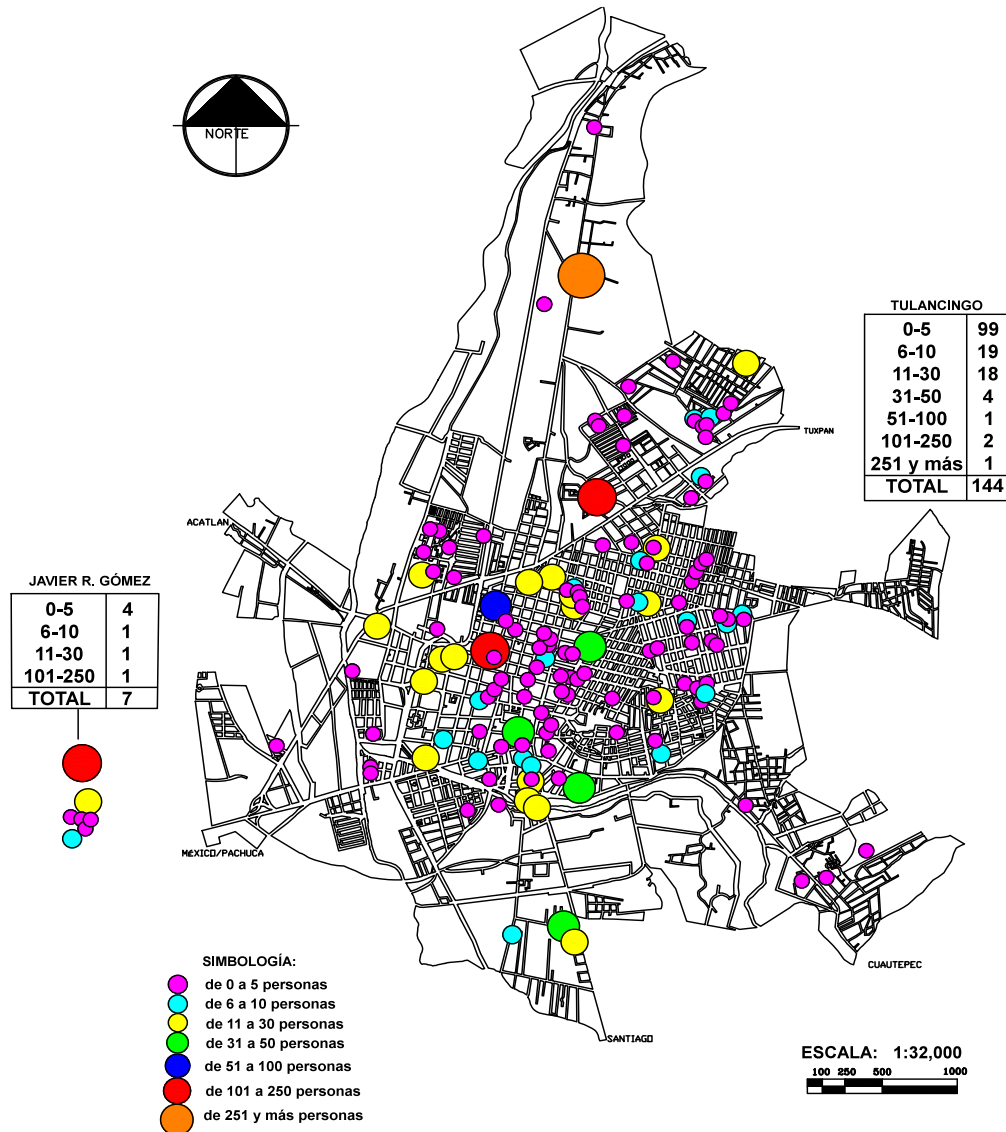 NORTE
TULANCINGO
0-5 99
6-10 19
11-30 18
31-50 4
51-100 1
101-250 2
251 y más 1
TOTAL 144
TUXPAN
ACATLAN
JAVIER R. GÓMEZ
0-5 4
6-10 1
11-30 1
101-250 1
TOTAL 7
MEXICO/PACHUCA
CUAUTEPEC
SANTIAGO
SIMBOLOGÍA:
de 0 a 5 personas
de 6 a 10 personas
de 11 a 30 personas
de 31 a 50 personas
de 51 a 100 personas
de 101 a 250 personas
de 251 y más personas
ESCALA: 1:32,000
100 250 500 1000